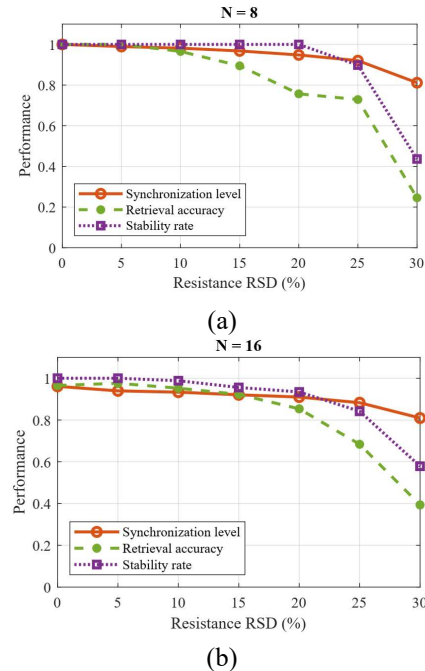 N = 8
1
0.8
0.6
0.4
0.2
0
Performance
Synchronization level
Retrieval accuracy
Stability rate
0 5 10 15 20 25 30
Resistance RSD (%)
(a)
N = 16
1
0.8
0.6
0.4
0.2
0
Performance
Synchronization level
Retrieval accuracy
Stability rate
0 5 10 15 20 25 30
Resistance RSD (%)
(b)